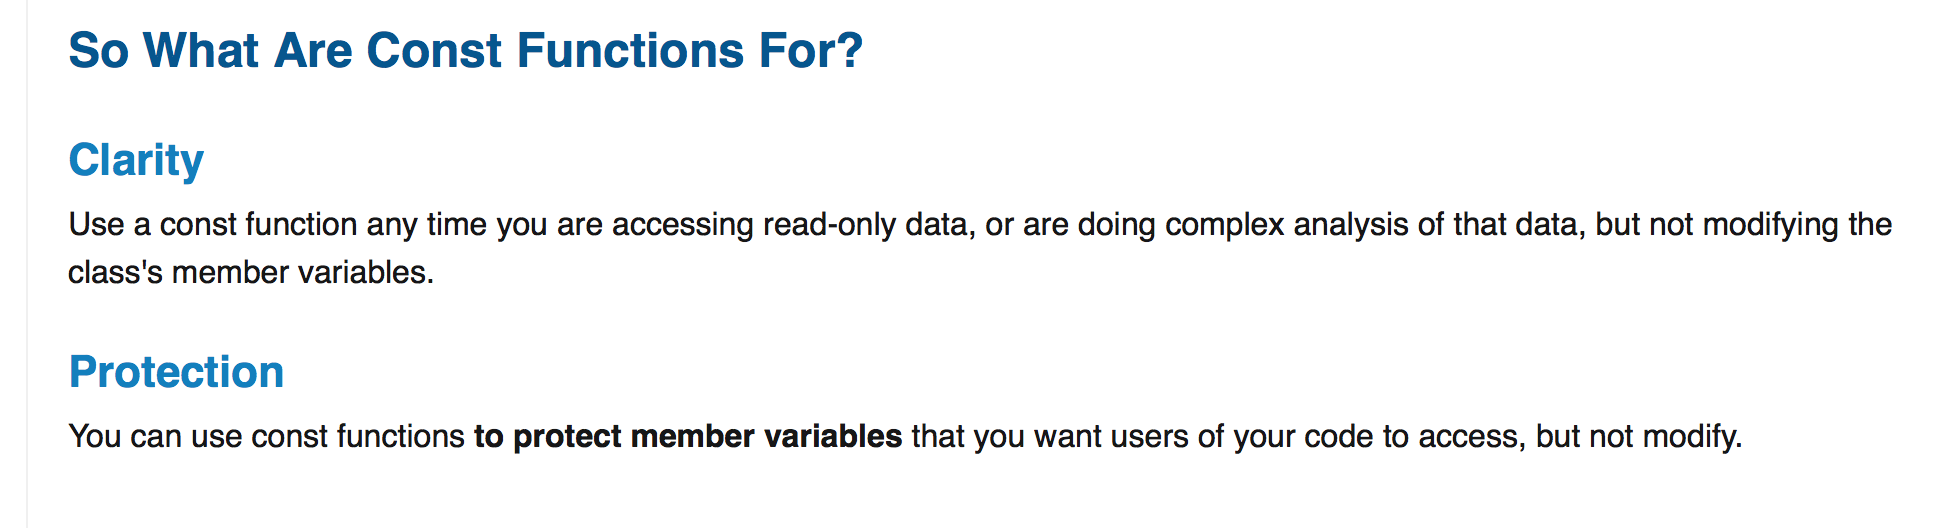 So What Are Const Functions For?
Clarity
Use a const function any time you are accessing read-only data, or are doing complex analysis of that data, but not modifying the
class's member variables.
Protection
You can use const functions to protect member variables that you want users of your code to access, but not modify.